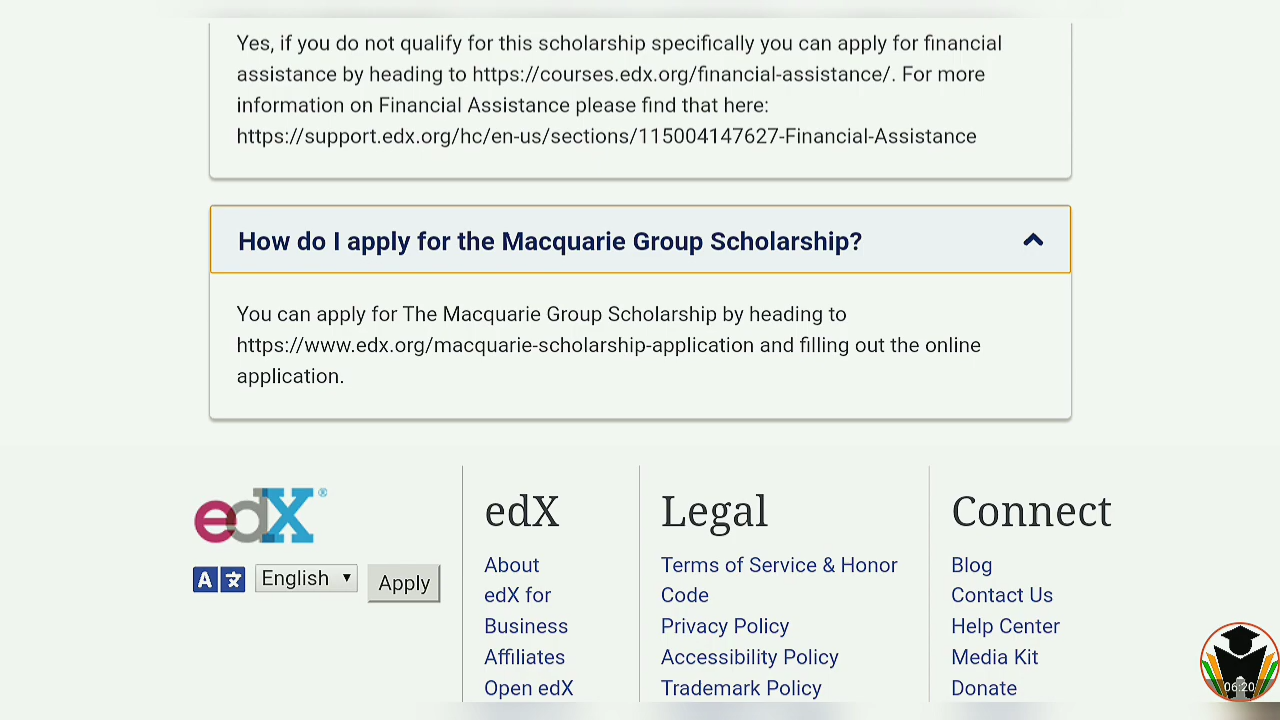 Yes, if you do not qualify for this scholarship specifically you can apply for financial
assistance by heading to https://courses.edx.org/financial-assistance/. For more
information on Financial Assistance please find that here:
https://support.edx.org/hc/en-us/sections/115004147627-Financial-Assistance
How do I apply for the Macquarie Group Scholarship?
You can apply for The Macquarie Group Scholarship by heading to
https://www.edx.org/macquarie-scholarship-application and filling out the online
application.
edX®
A 文
English
Apply
edX
About
edX for
Business
Affiliates
Open edX
Legal
Terms of Service & Honor
Code
Privacy Policy
Accessibility Policy
Trademark Policy
Connect
Blog
Contact Us
Help Center
Media Kit
Donate
06:20